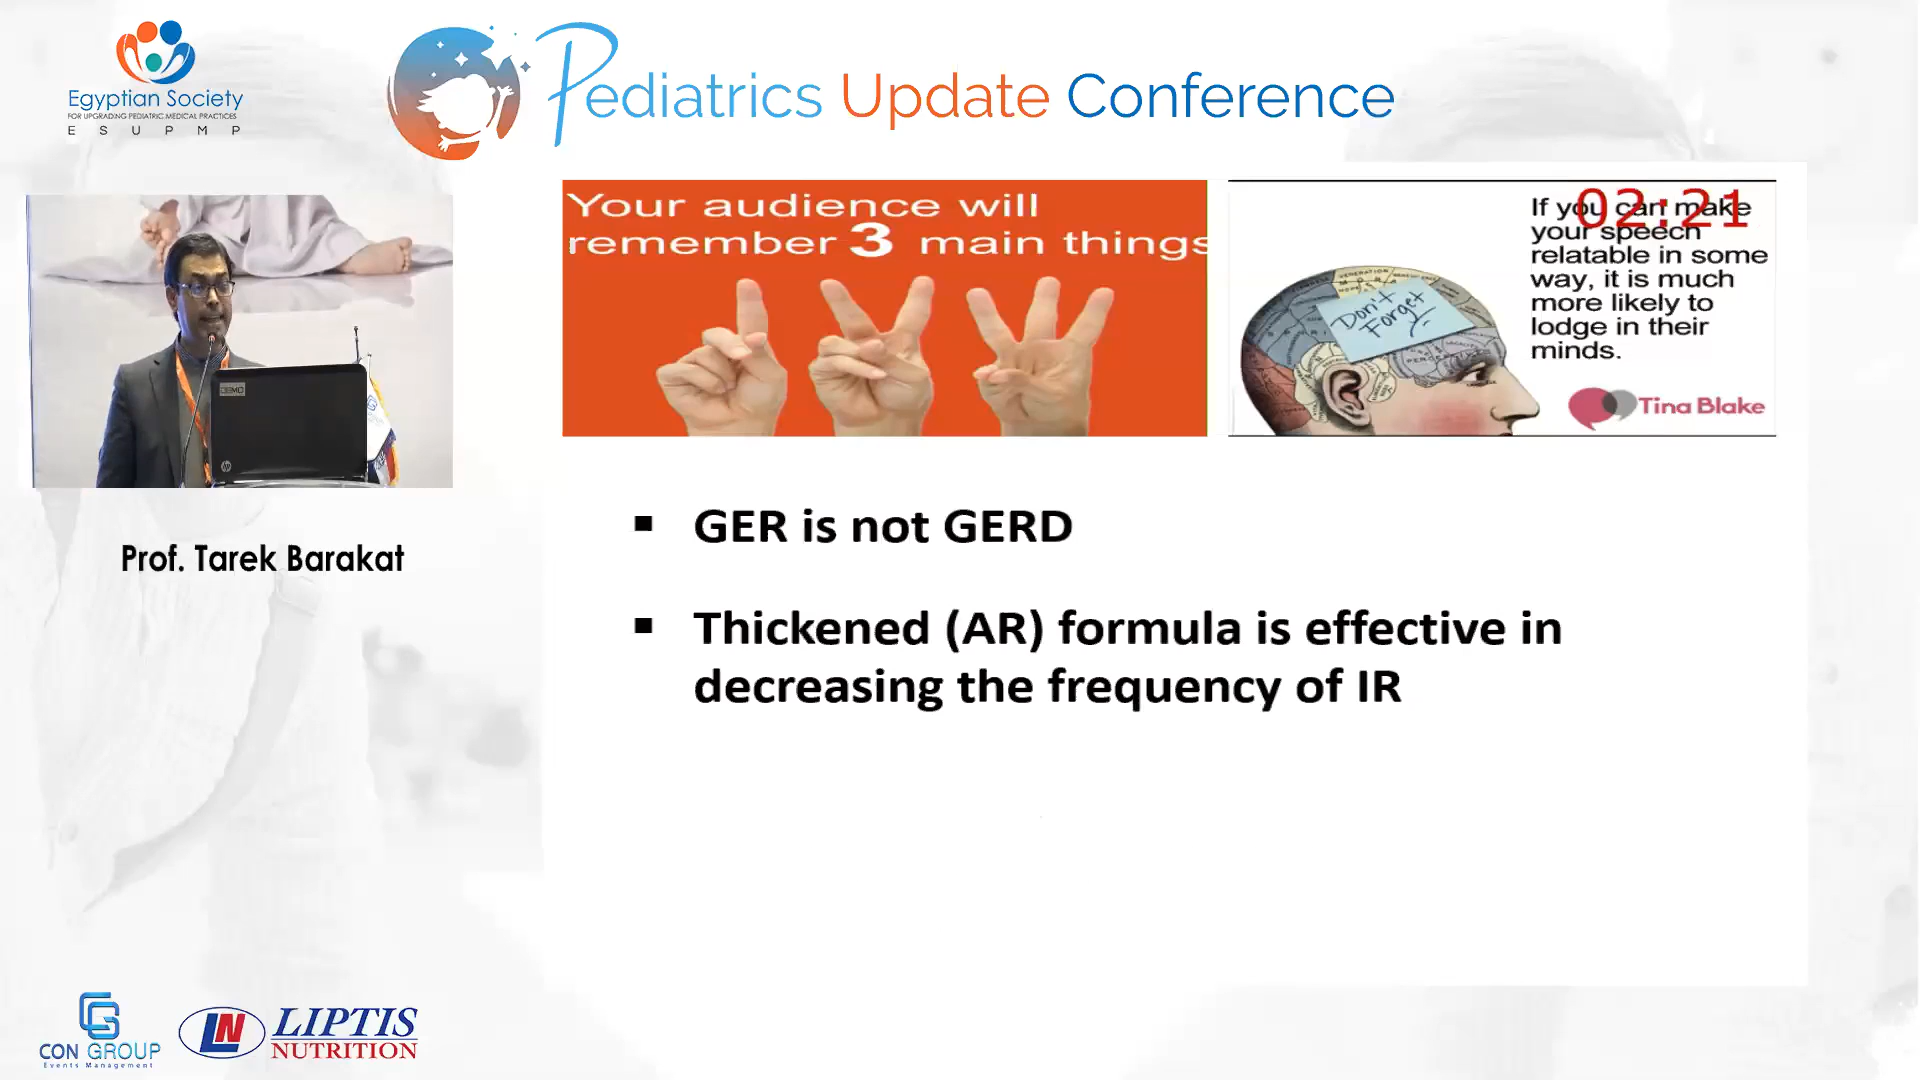 Egyptian Society
FOR UPGRADING PEDIATRIC MEDICAL PRACTICES
E S U P M P
Pediatrics Update Conference
Your audience will
remember 3 main things
02:21
If you can make
your speech
relatable in some
way, it is much
more likely to
lodge in their
minds.
Don't
Forget
Tina Blake
DEMO
hp
Prof. Tarek Barakat
▪ GER is not GERD
▪ Thickened (AR) formula is effective in
decreasing the frequency of IR
CON GROUP
Events Management
LN LIPTIS
NUTRITION